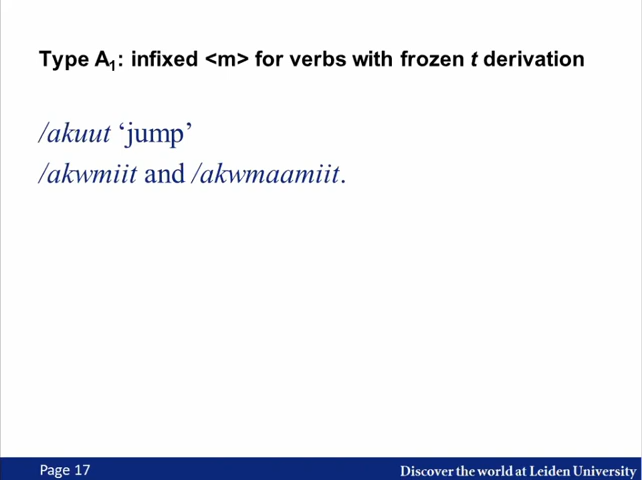 Type A1: infixed <m> for verbs with frozen t derivation
/akuut ‘jump’
/akwmiit and /akwmaamiit.
Page 17
Discover the world at Leiden University